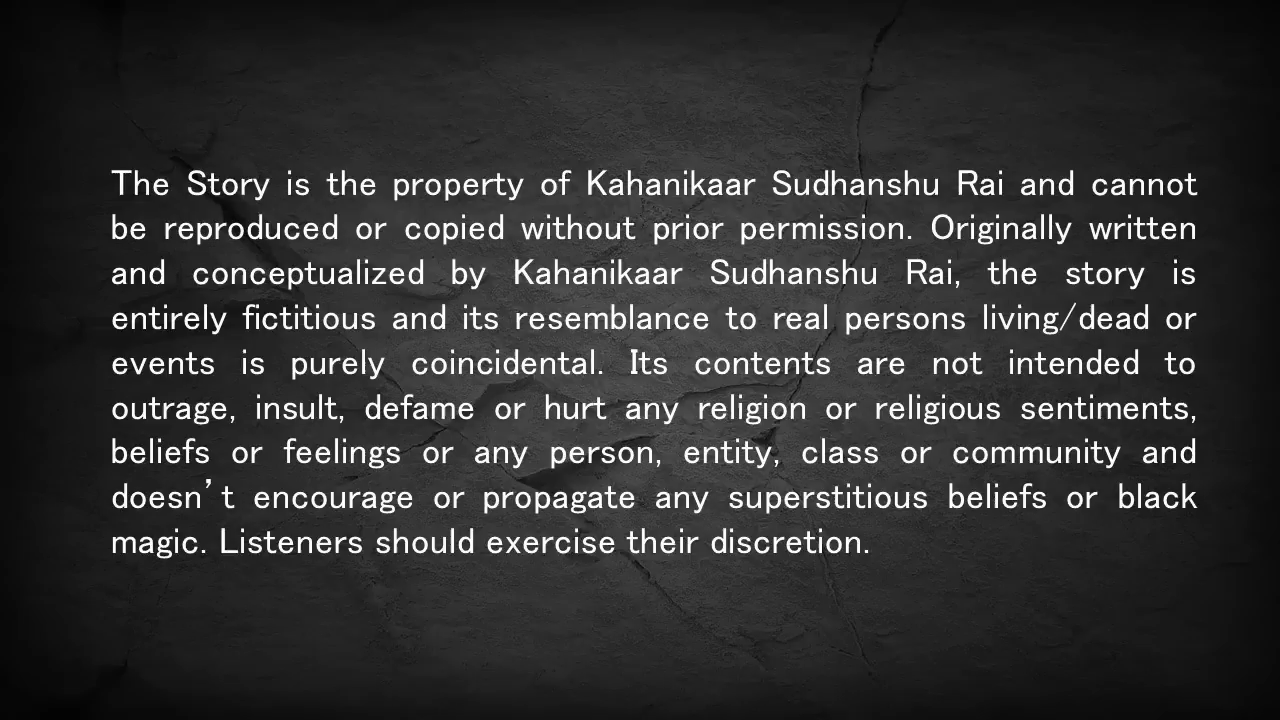 The Story is the property of Kahanikaar Sudhanshu Rai and cannot
be reproduced or copied without prior permission. Originally written
and conceptualized by Kahanikaar Sudhanshu Rai, the story is
entirely fictitious and its resemblance to real persons living/dead or
events is purely coincidental. Its contents are not intended to
outrage, insult, defame or hurt any religion or religious sentiments,
beliefs or feelings or any person, entity, class or community and
doesn’t encourage or propagate any superstitious beliefs or black
magic. Listeners should exercise their discretion.